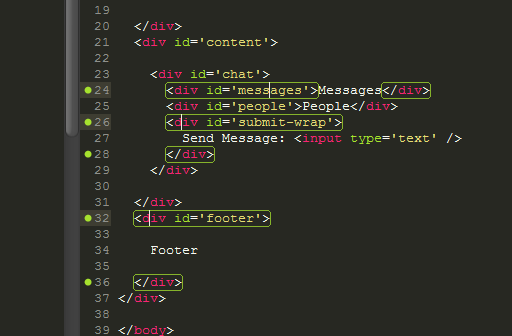 19
20 </div>
21 <div id='content'>
22
23 <div id='chat'>
24 <div id='messages'>Messages</div>
25 <div id='people'>People</div>
26 <div id='submit-wrap'>
27 Send Message: <input type='text' />
28 </div>
29 </div>
30
31 </div>
32 <div id='footer'>
33
34 Footer
35
36 </div>
37 </div>
38
39 </body>